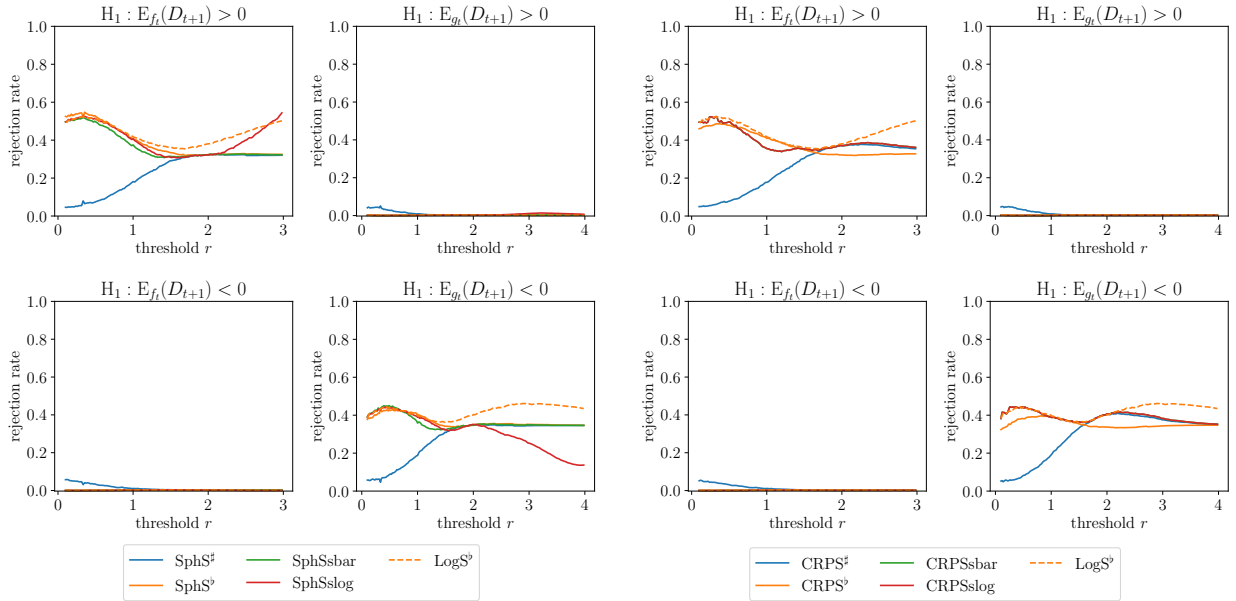 H₁ : E_{f_t}(D_{t+1}) > 0
H₁ : E_{g_t}(D_{t+1}) > 0
H₁ : E_{f_t}(D_{t+1}) > 0
H₁ : E_{g_t}(D_{t+1}) > 0
rejection rate
1.0
0.8
0.6
0.4
0.2
0.0
0 1 2 3
threshold r
rejection rate
1.0
0.8
0.6
0.4
0.2
0.0
0 1 2 3 4
threshold r
rejection rate
1.0
0.8
0.6
0.4
0.2
0.0
0 1 2 3
threshold r
rejection rate
1.0
0.8
0.6
0.4
0.2
0.0
0 1 2 3 4
threshold r
H₁ : E_{f_t}(D_{t+1}) < 0
H₁ : E_{g_t}(D_{t+1}) < 0
H₁ : E_{f_t}(D_{t+1}) < 0
H₁ : E_{g_t}(D_{t+1}) < 0
rejection rate
1.0
0.8
0.6
0.4
0.2
0.0
0 1 2 3
threshold r
rejection rate
1.0
0.8
0.6
0.4
0.2
0.0
0 1 2 3 4
threshold r
rejection rate
1.0
0.8
0.6
0.4
0.2
0.0
0 1 2 3
threshold r
rejection rate
1.0
0.8
0.6
0.4
0.2
0.0
0 1 2 3 4
threshold r
SphS♯ SphSsbar LogS♭
SphS♭ SphSslog
CRPS♯ CRPSsbar LogS♭
CRPS♭ CRPSslog